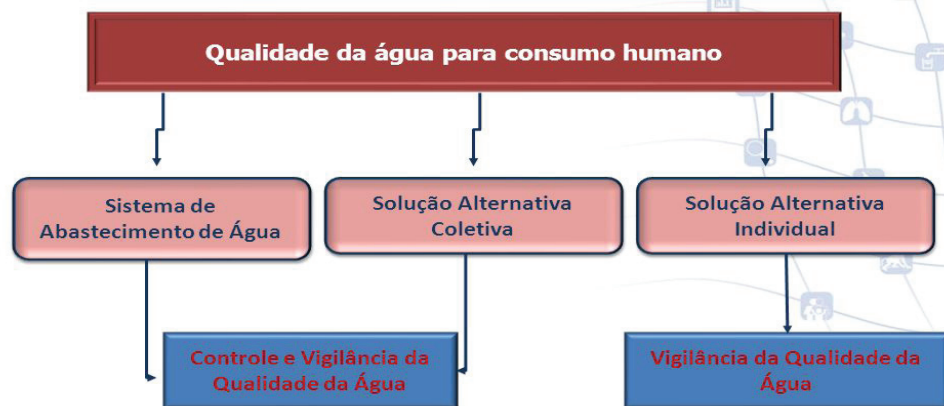 Qualidade da água para consumo humano
Sistema de
Abastecimento de Água
Solução Alternativa
Coletiva
Solução Alternativa
Individual
Controle e Vigilância da
Qualidade da Água
Vigilância da Qualidade da
Água